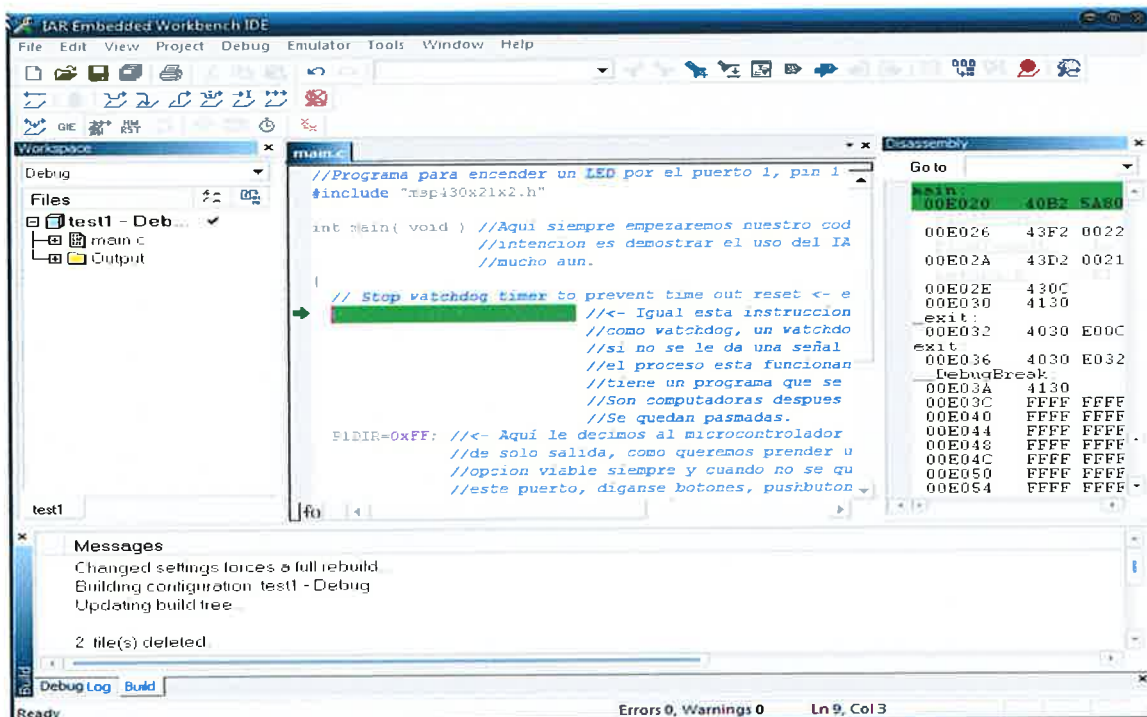 IAR Embedded Workbench IDE
File Edit View Project Debug Emulator Tools Window Help
GIE
HW
RST
Workspace
Debug
Files
test1 - Deb...
main.c
Output
test1
main.c
//Programa para encender un LED por el puerto 1, pin 1
#include "msp430x21x2.h"
int main( void ) //Aqui siempre empezaremos nuestro cod
//intencion es demostrar el uso del IA
//mucho aun.
{
// Stop watchdog timer to prevent time out reset <- e
//<- Igual esta instruccion
//como watchdog, un watchdo
//si no se le da una señal
//el proceso esta funcionan
//tiene un programa que se
//Son computadoras despues
//Se quedan pasmadas.
P1DIR=0xFF; //<- Aquí le decimos al microcontrolador
//de solo salida, como queremos prender u
//opcion viable siempre y cuando no se qu
//este puerto, diganse botones, pushbuton
f0
Disassembly
Go to
main:
00E020 40B2 5A80
00E026 43F2 0022
00E02A 43D2 0021
00E02E 430C
00E030 4130
_exit:
00E032 4030 E00C
exit:
00E036 4030 E032
__DebugBreak:
00E03A 4130
00E03C FFFF FFFF
00E040 FFFF FFFF
00E044 FFFF FFFF
00E048 FFFF FFFF
00E04C FFFF FFFF
00E050 FFFF FFFF
00E054 FFFF FFFF
Messages
Changed settings forces a full rebuild...
Building configuration: test1 - Debug
Updating build tree...
2 file(s) deleted.
Build
Debug Log Build
Ready
Errors 0, Warnings 0 Ln 9, Col 3